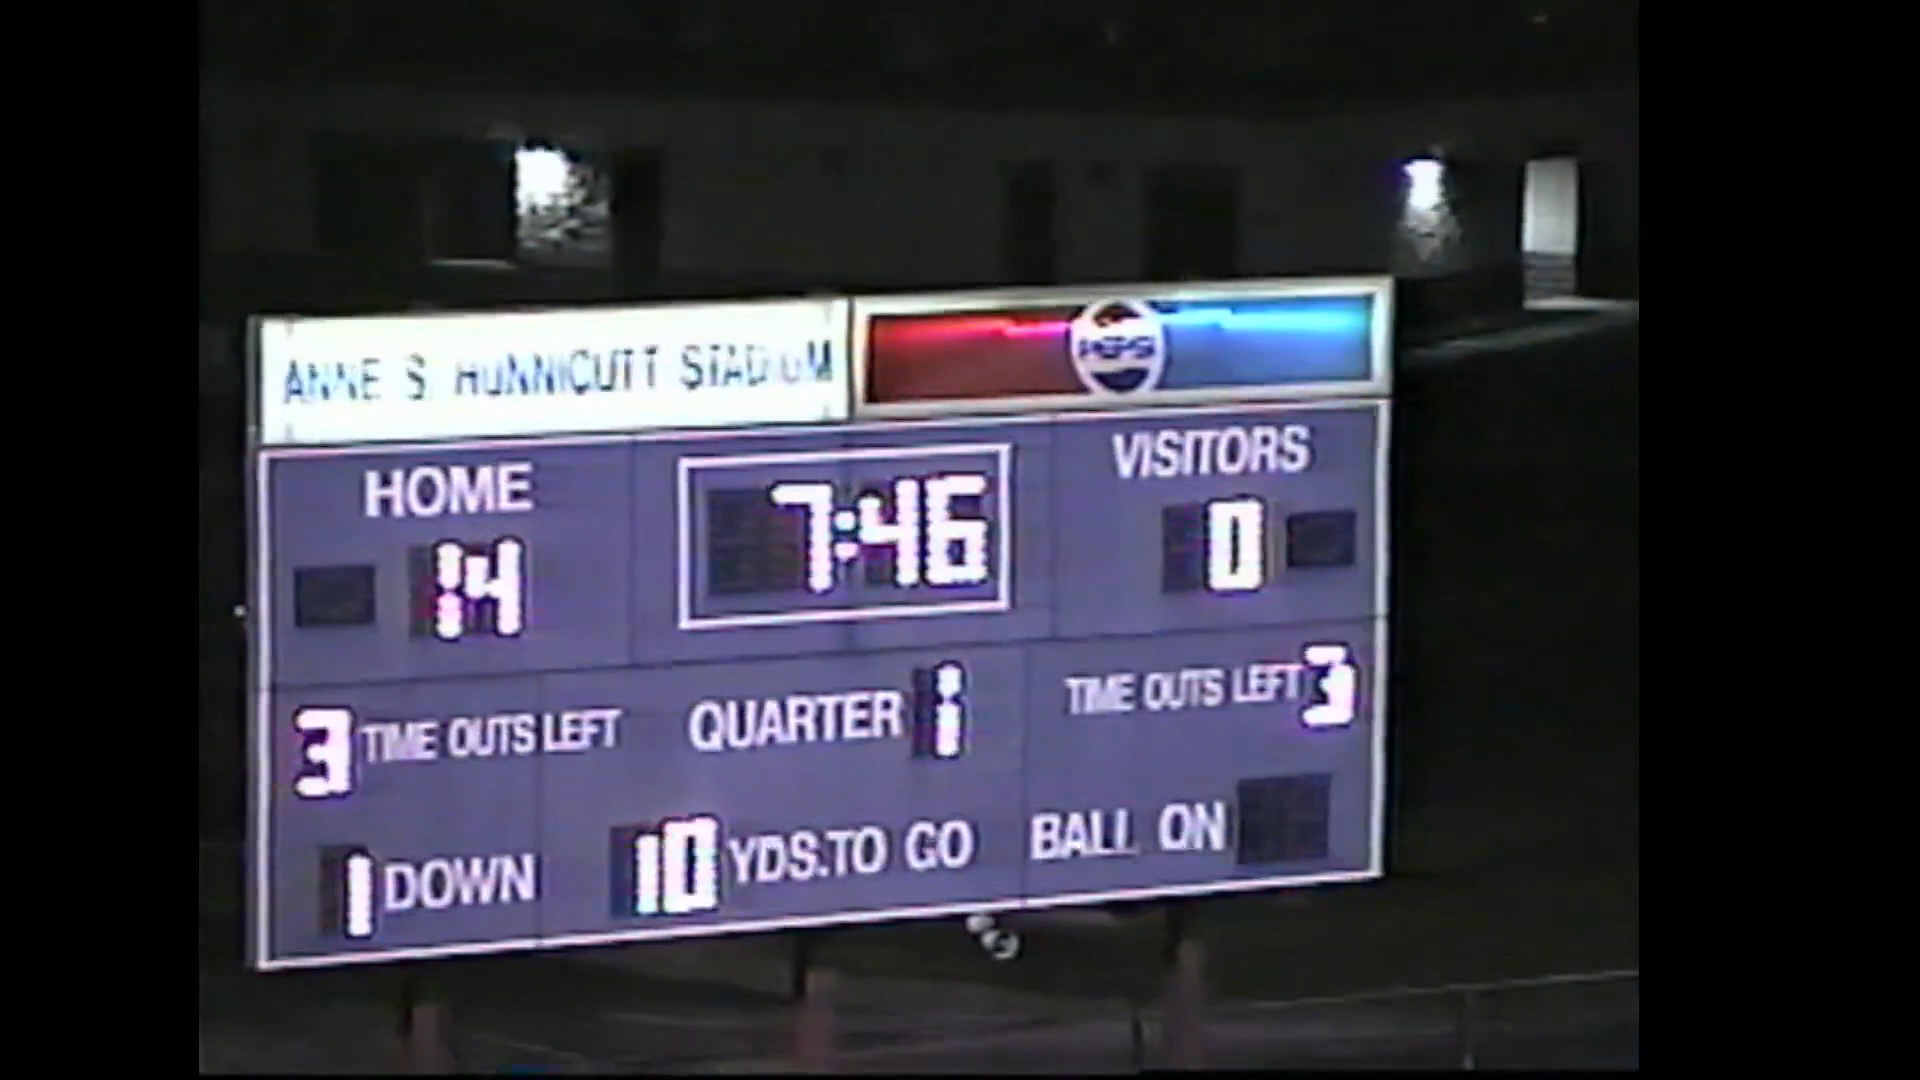 ANNE S. HUNNICUTT STADIUM
PEPSI
HOME
14
7:46
VISITORS
0
3 TIME OUTS LEFT
QUARTER 1
TIME OUTS LEFT 3
1 DOWN
10 YDS.TO GO
BALL ON